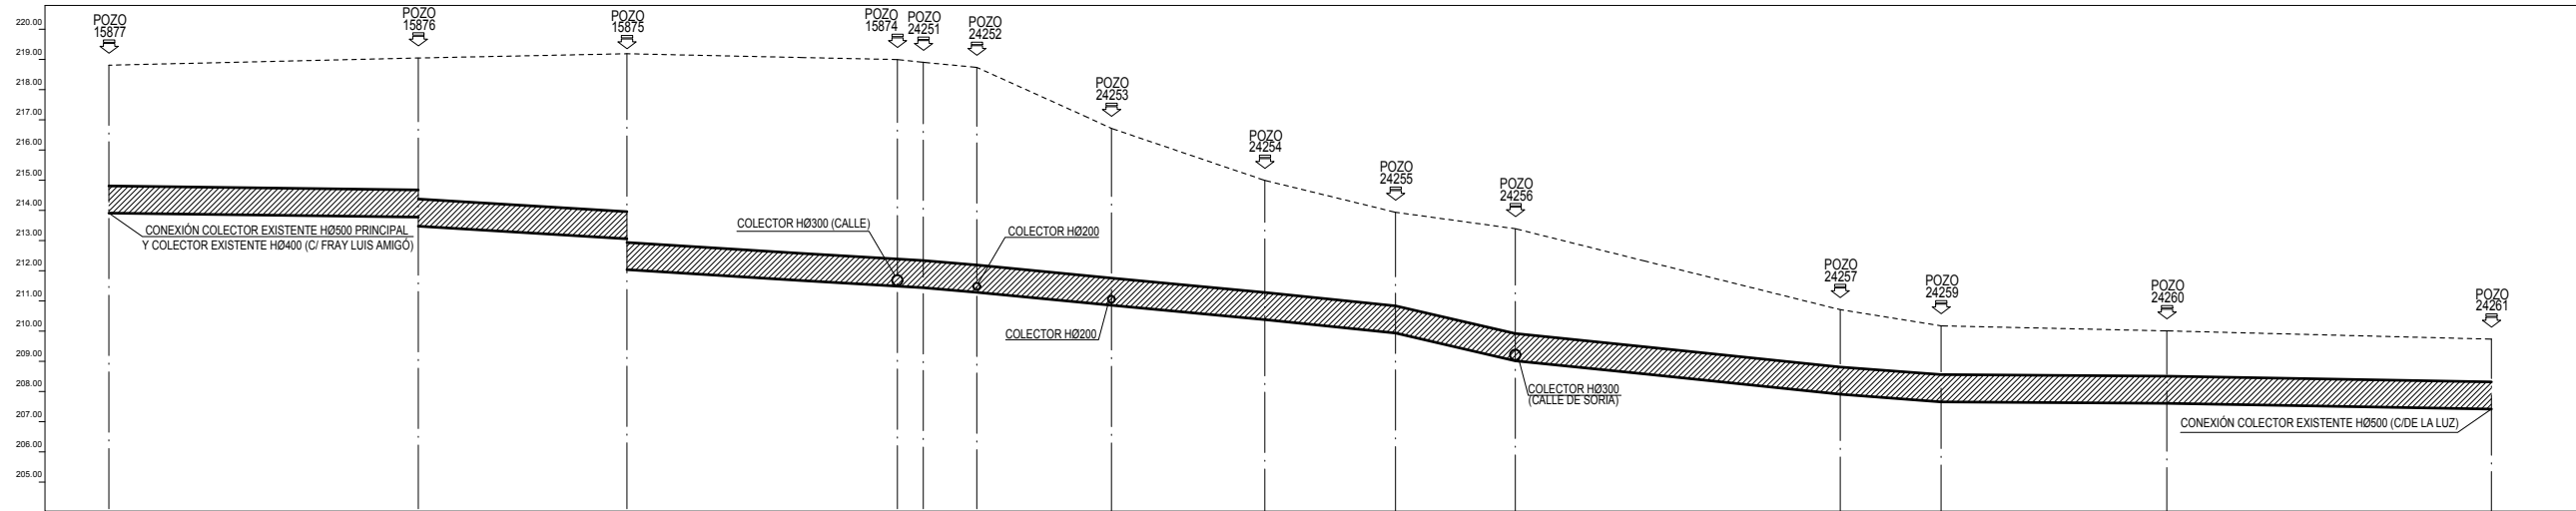 220.00
219.00
218.00
217.00
216.00
215.00
214.00
213.00
212.00
211.00
210.00
209.00
208.00
207.00
206.00
205.00
POZO
15877
POZO
15876
POZO
15875
POZO
15874
POZO
24251
POZO
24252
POZO
24253
POZO
24254
POZO
24255
POZO
24256
POZO
24257
POZO
24259
POZO
24260
POZO
24261
CONEXIÓN COLECTOR EXISTENTE HØ500 PRINCIPAL
Y COLECTOR EXISTENTE HØ400 (C/ FRAY LUIS AMIGÓ)
COLECTOR HØ300 (CALLE)
COLECTOR HØ200
COLECTOR HØ200
COLECTOR HØ300
(CALLE DE SORIA)
CONEXIÓN COLECTOR EXISTENTE HØ500 (C/DE LA LUZ)